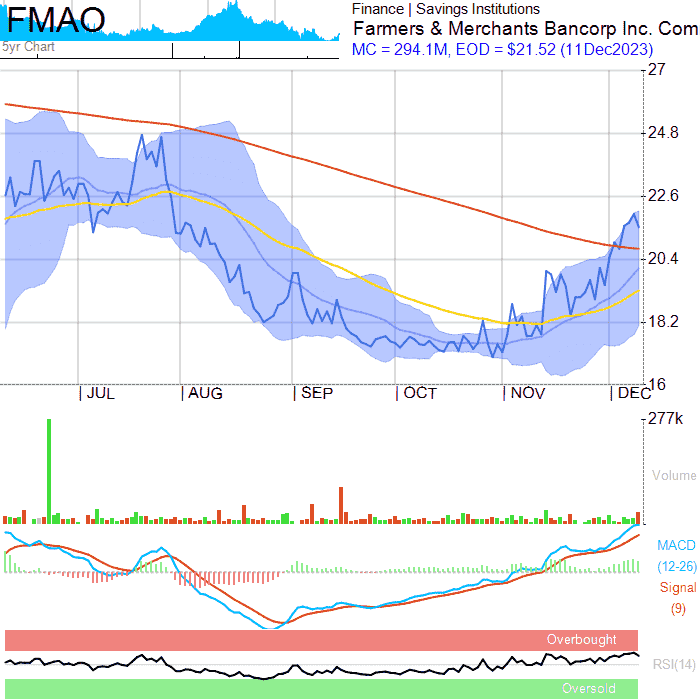 FMAO
5yr Chart
Finance | Savings Institutions
Farmers & Merchants Bancorp Inc. Com
MC = 294.1M, EOD = $21.52 (11Dec2023)
27
24.8
22.6
20.4
18.2
16
JUL AUG SEP OCT NOV DEC
277k
Volume
MACD
(12-26)
Signal
(9)
Overbought
RSI(14)
Oversold